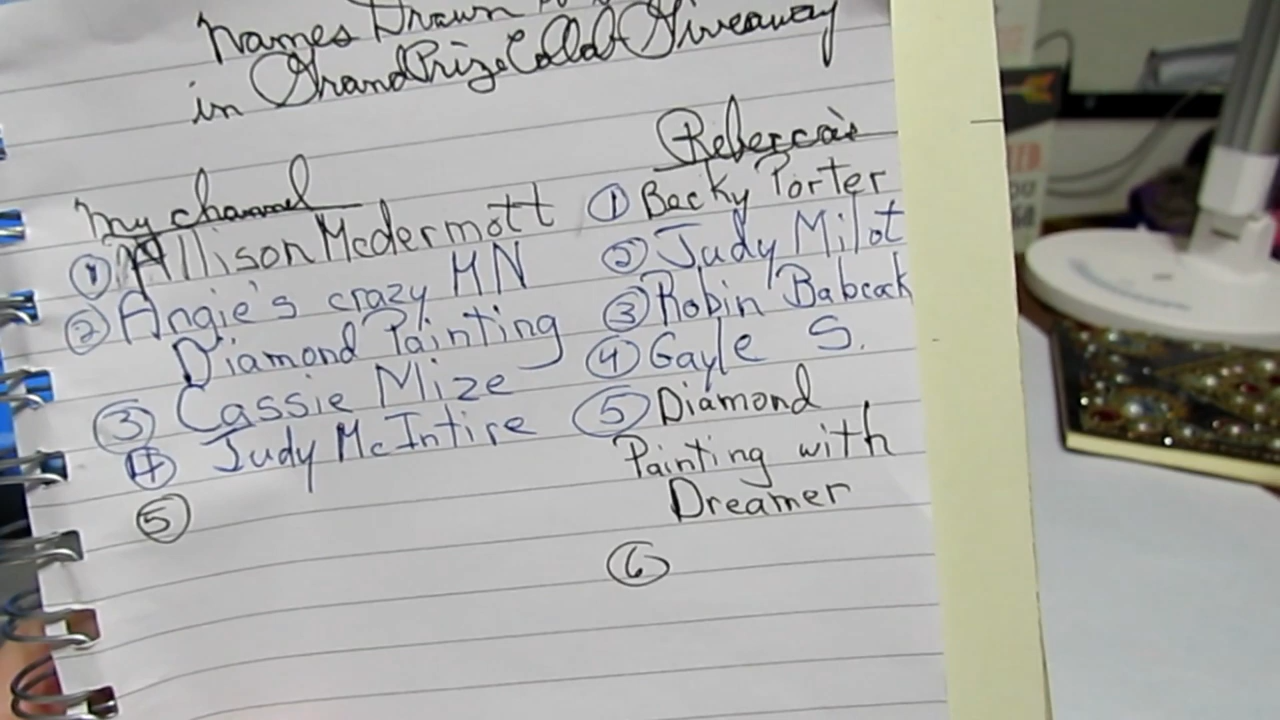 Names Drawn
in Grand Prize Collab Giveaway
My channel
① Allison Mcdermott
② Angie's crazy MN
Diamond Painting
③ Cassie Mize
④ Judy McIntire
⑤
Rebecca's
① Becky Porter
② Judy Milot
③ Robin Babcock
④ Gayle S.
⑤ Diamond
Painting with
Dreamer
⑥